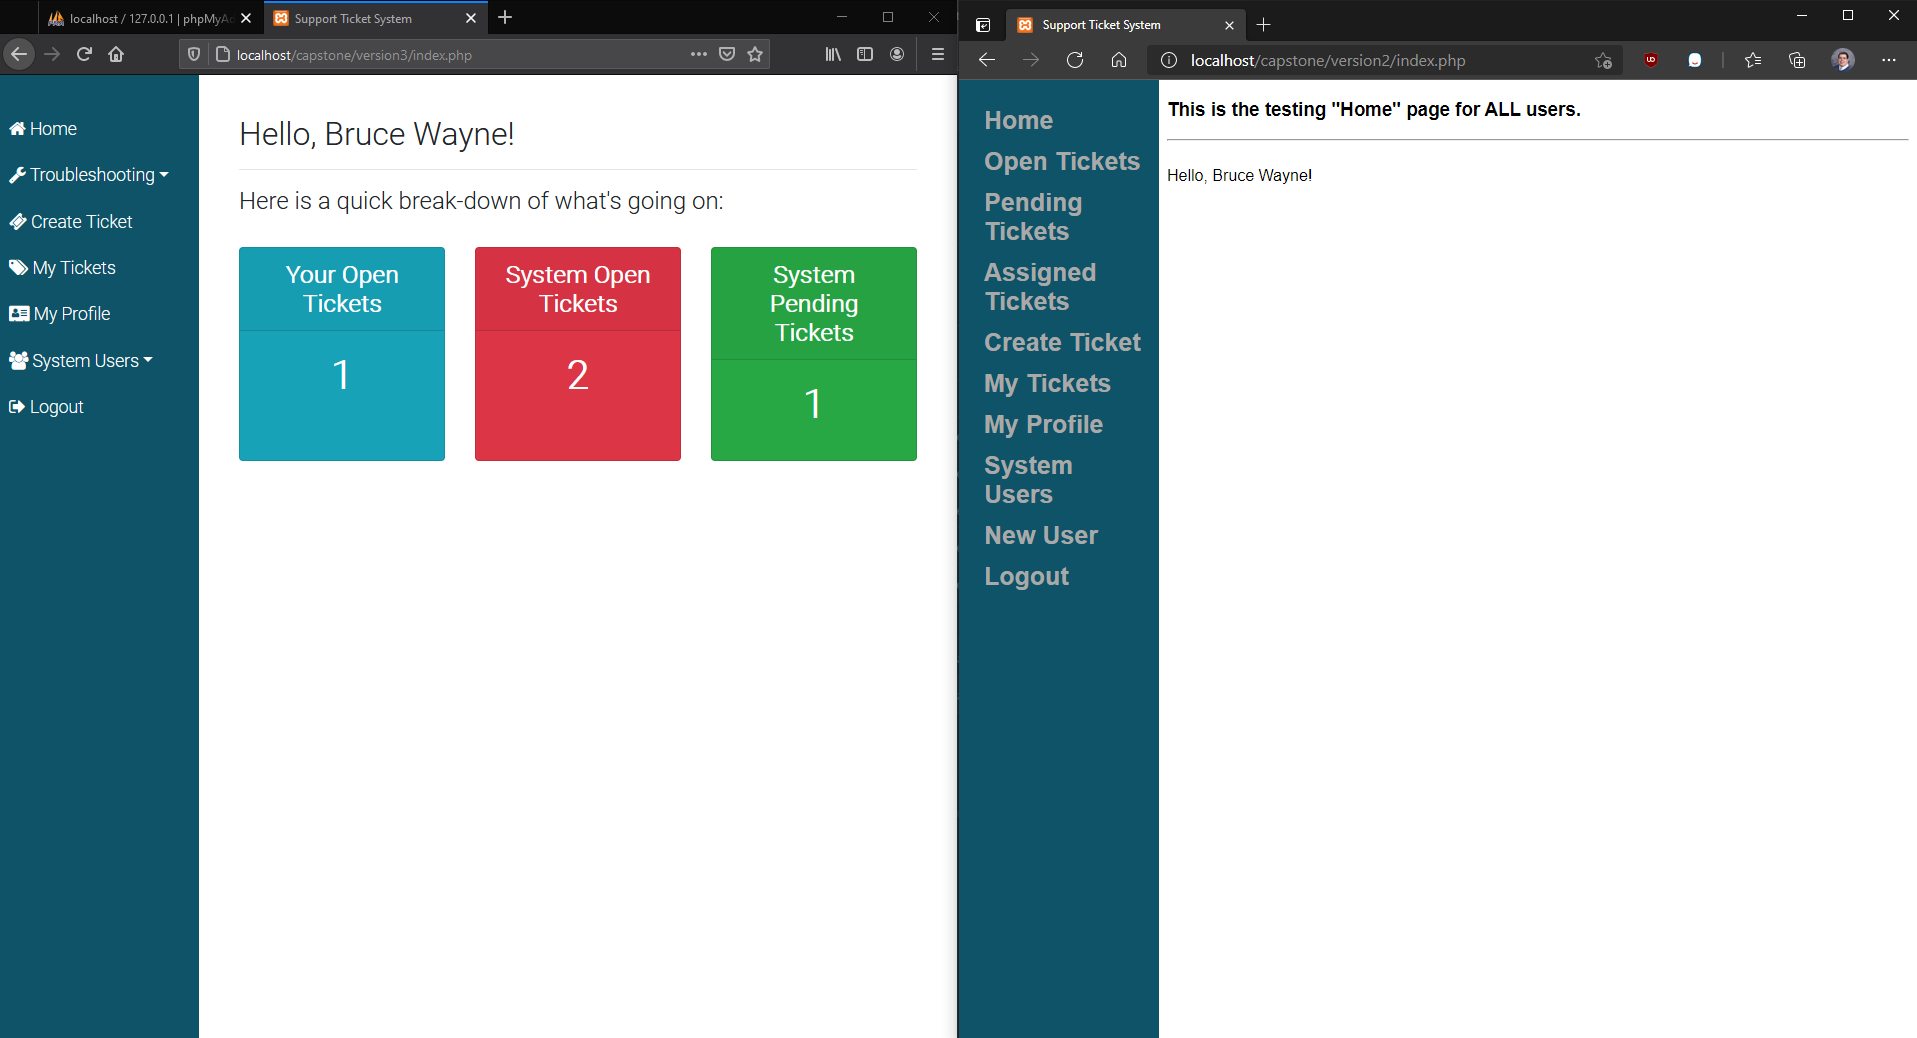 localhost / 127.0.0.1 | phpMyAd
Support Ticket System
localhost/capstone/version3/index.php
Home
Troubleshooting
Create Ticket
My Tickets
My Profile
System Users
Logout
Hello, Bruce Wayne!
Here is a quick break-down of what's going on:
Your Open
Tickets
1
System Open
Tickets
2
System
Pending
Tickets
1
Support Ticket System
localhost/capstone/version2/index.php
Home
Open Tickets
Pending
Tickets
Assigned
Tickets
Create Ticket
My Tickets
My Profile
System
Users
New User
Logout
This is the testing "Home" page for ALL users.
Hello, Bruce Wayne!